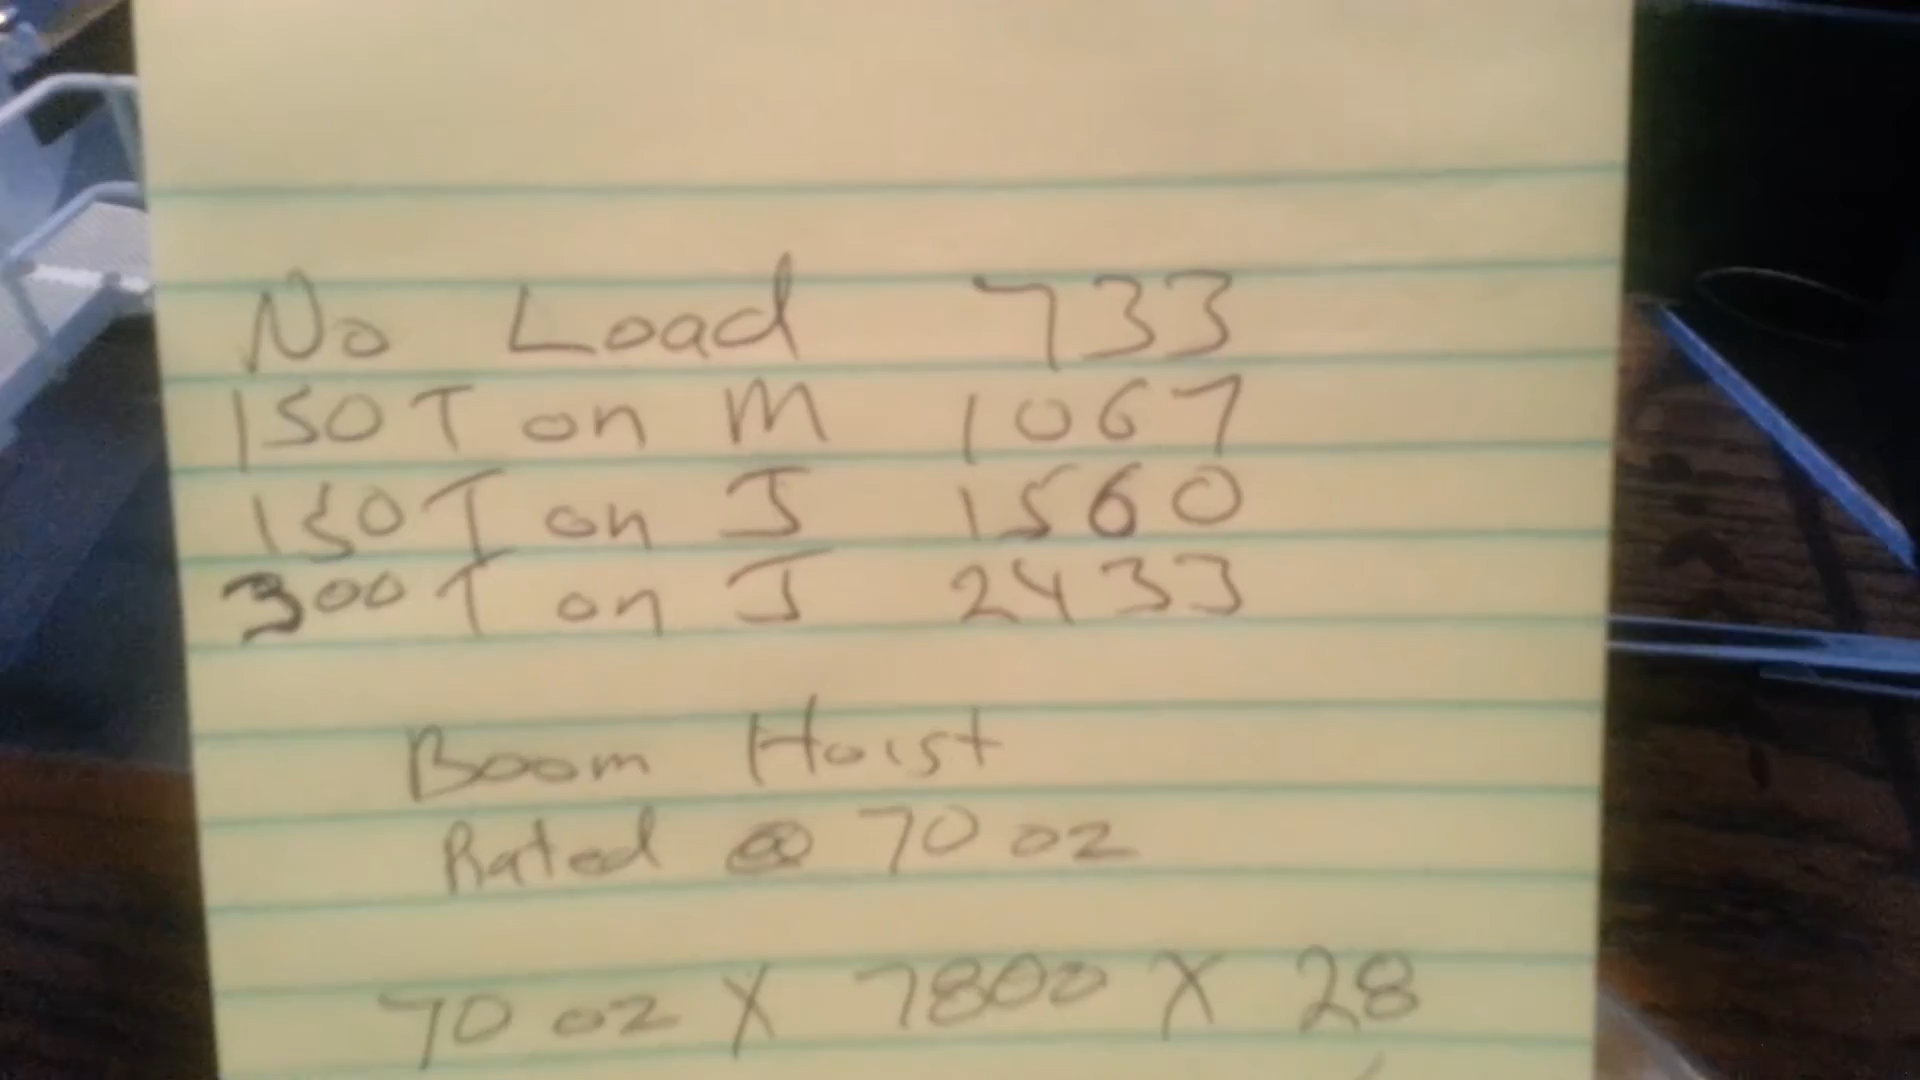 No Load 733
150T on M 1067
150T on J 1560
300T on J 2433
Boom Hoist
Rated @ 70 oz
70 oz X 7800 X 28